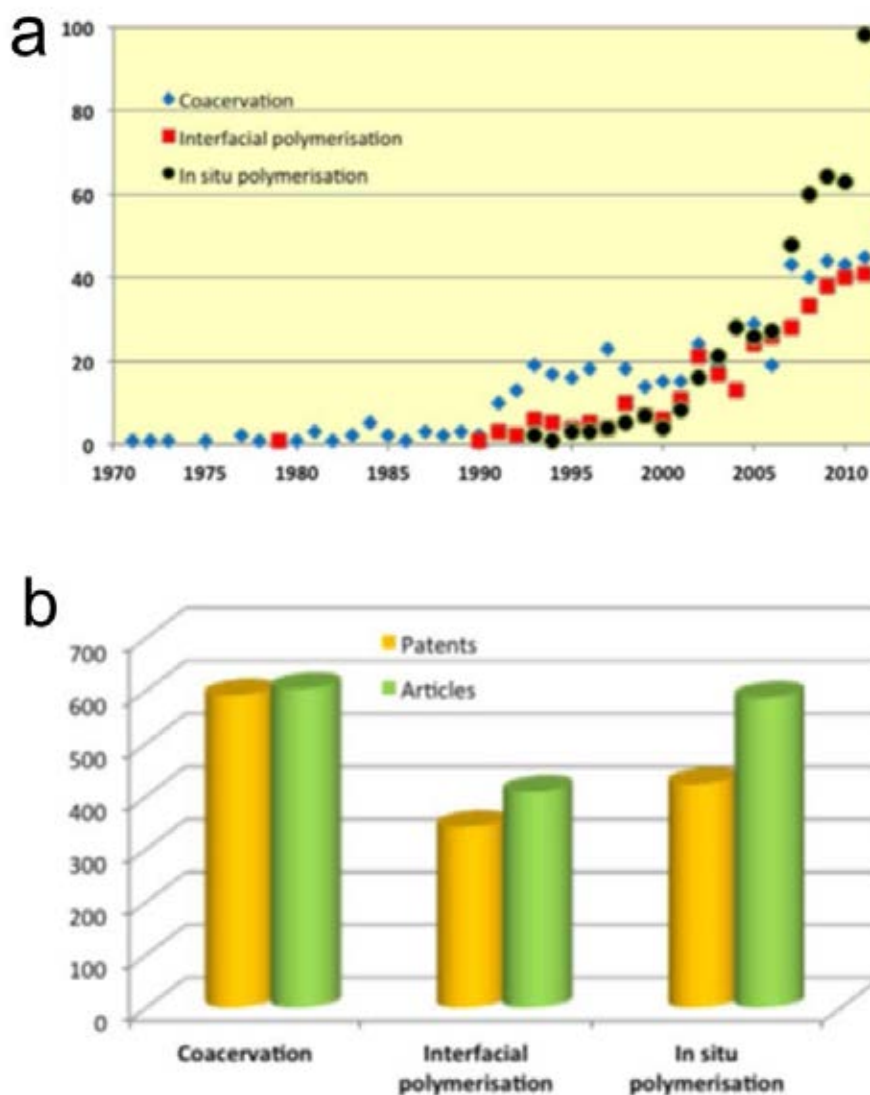 a
100
80
60
40
20
0
Coacervation
Interfacial polymerisation
In situ polymerisation
1970 1975 1980 1985 1990 1995 2000 2005 2010
b
700
600
500
400
300
200
100
0
Patents
Articles
Coacervation
Interfacial polymerisation
In situ polymerisation